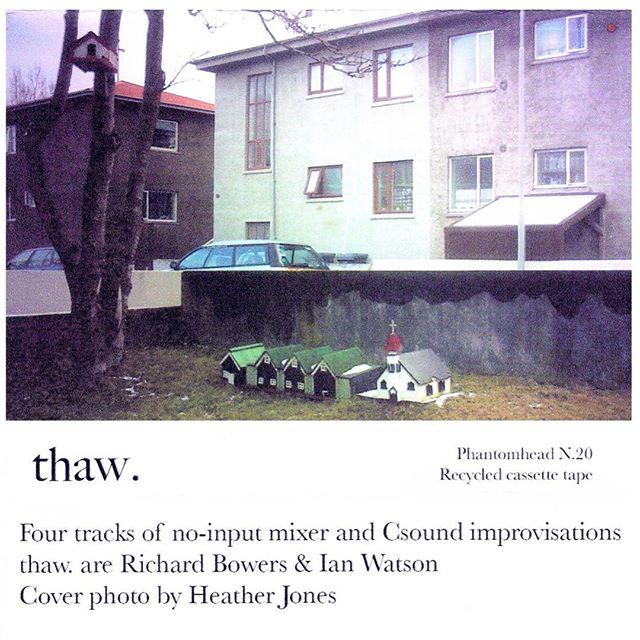 thaw.
Phantomhead N.20
Recycled cassette tape
Four tracks of no-input mixer and Csound improvisations
thaw. are Richard Bowers & Ian Watson
Cover photo by Heather Jones